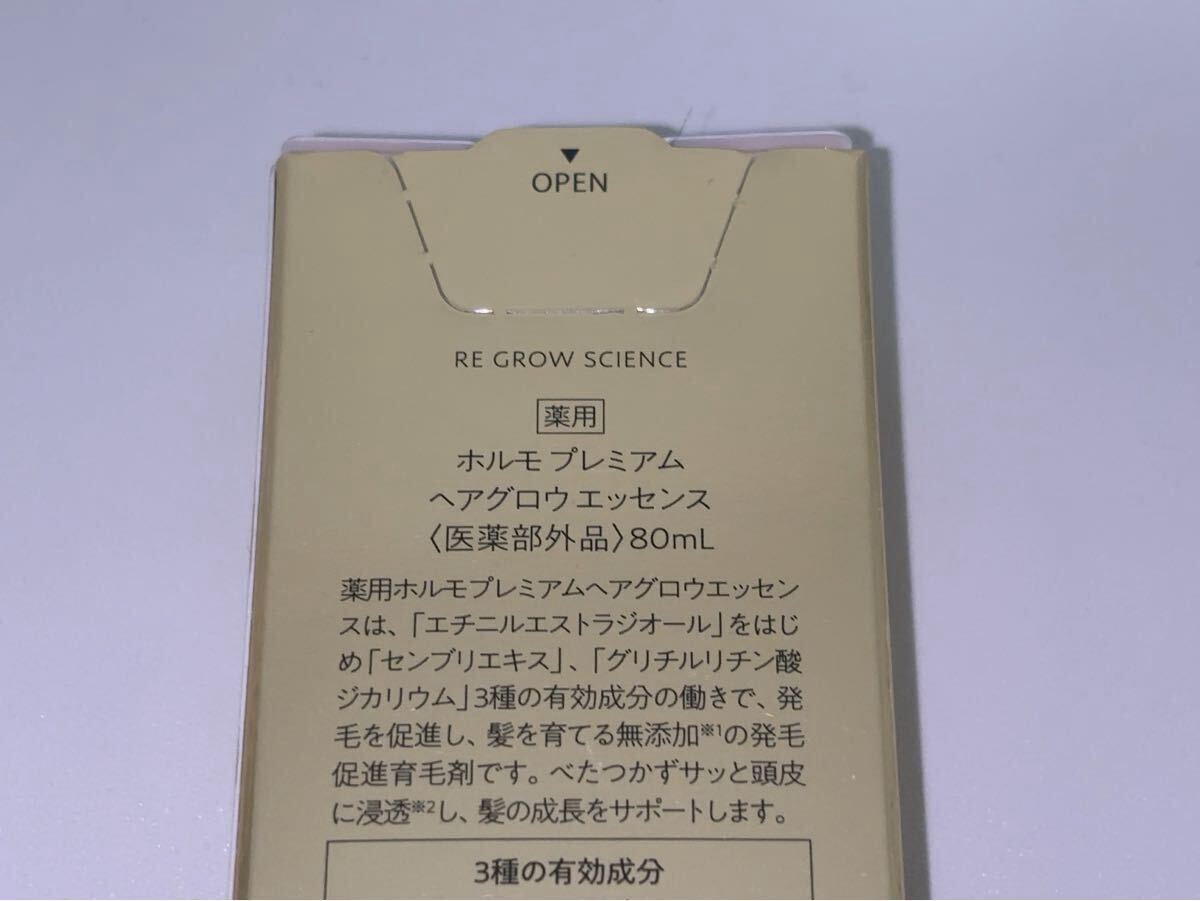 ▼
OPEN
RE GROW SCIENCE
薬用
ホルモ プレミアム
ヘアグロウ エッセンス
〈医薬部外品〉80mL
薬用ホルモプレミアムヘアグロウエッセン
スは、「エチニルエストラジオール」をはじ
め「センブリエキス」、「グリチルリチン酸
ジカリウム」3種の有効成分の働きで、発
毛を促進し、髪を育てる無添加※1の発毛
促進育毛剤です。べたつかずサッと頭皮
に浸透※2し、髪の成長をサポートします。
3種の有効成分